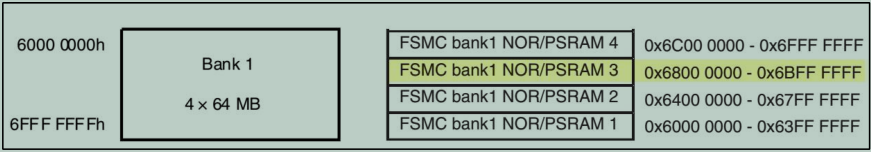 6000 0000h
Bank 1
4 × 64 MB
6FFF FFFFh
FSMC bank1 NOR/PSRAM 4 0x6C00 0000 - 0x6FFF FFFF
FSMC bank1 NOR/PSRAM 3 0x6800 0000 - 0x6BFF FFFF
FSMC bank1 NOR/PSRAM 2 0x6400 0000 - 0x67FF FFFF
FSMC bank1 NOR/PSRAM 1 0x6000 0000 - 0x63FF FFFF